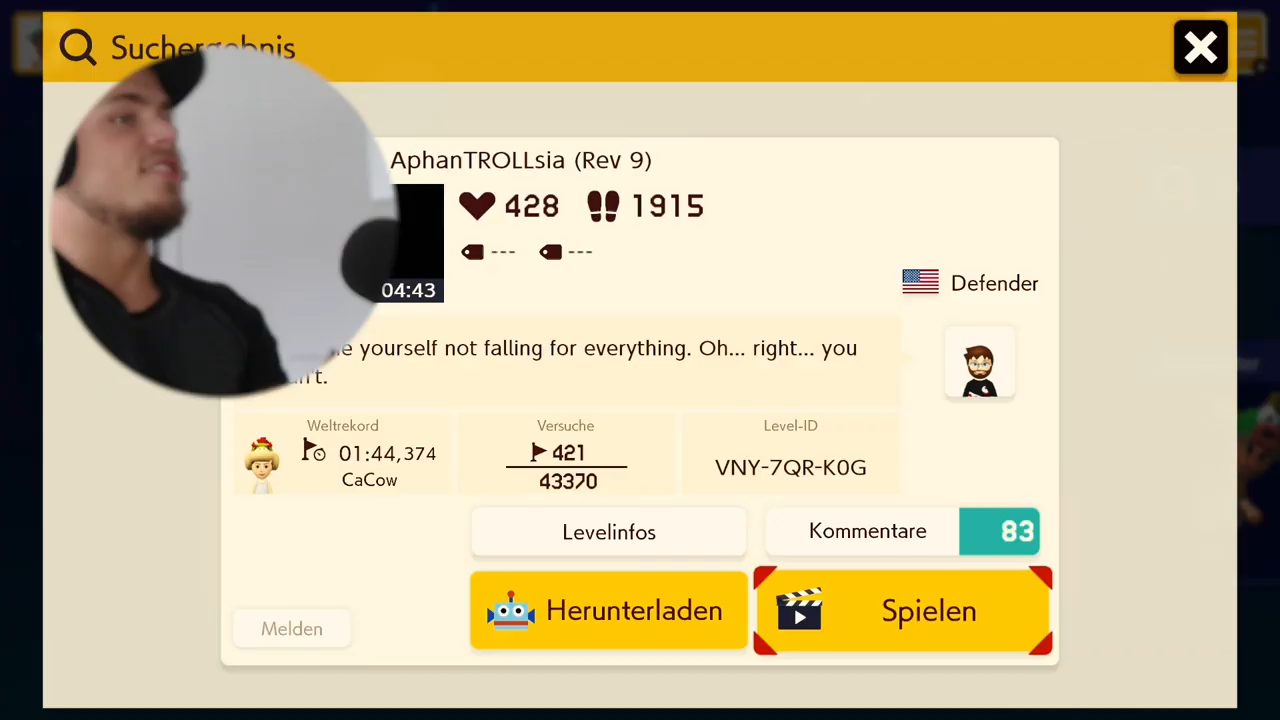 Suchergebnis
AphanTROLLsia (Rev 9)
428 1915
--- ---
04:43
Defender
yourself not falling for everything. Oh... right... you
Weltrekord
01:44,374
CaCow
Versuche
421
43370
Level-ID
VNY-7QR-K0G
Levelinfos
Kommentare 83
Melden
Herunterladen
Spielen